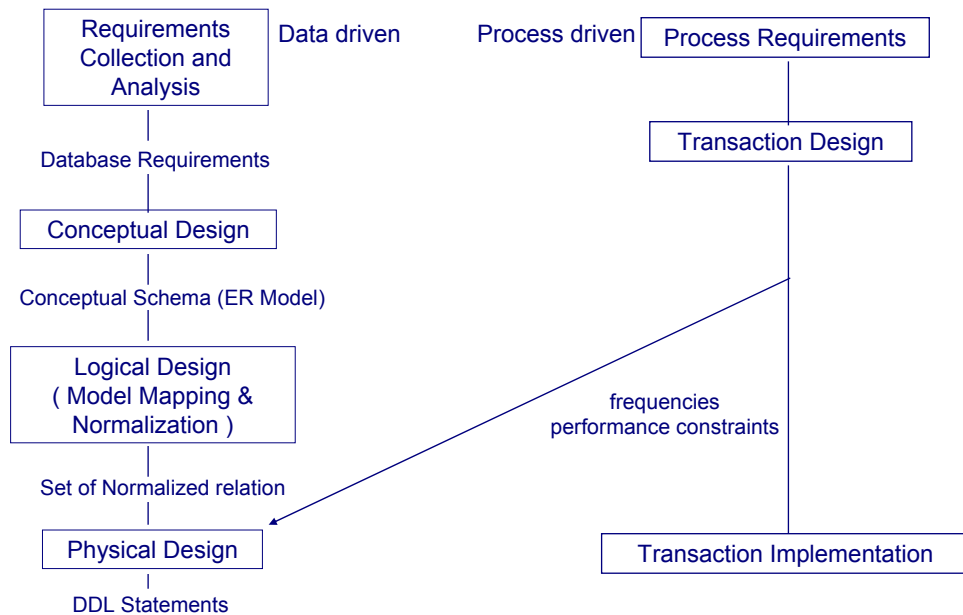 Requirements
Collection and
Analysis
Data driven
Process driven
Process Requirements
Transaction Design
Database Requirements
Conceptual Design
Conceptual Schema (ER Model)
Logical Design
( Model Mapping &
Normalization )
frequencies
performance constraints
Set of Normalized relation
Physical Design
Transaction Implementation
DDL Statements